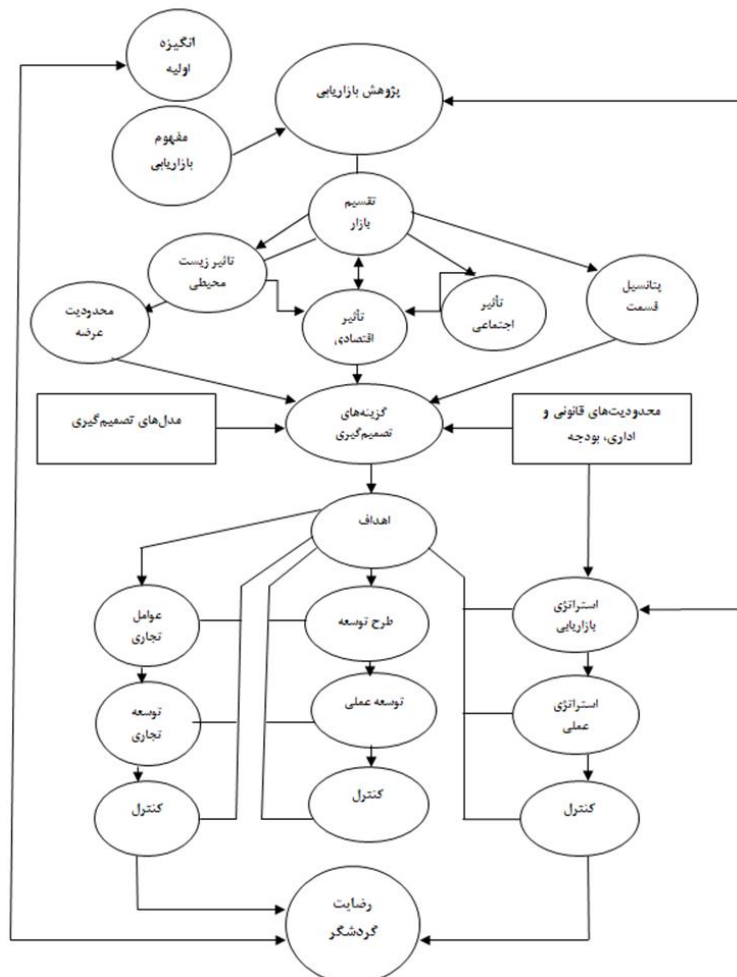 انگیزه
اولیه
پژوهش بازاریابی
مفهوم
بازاریابی
تقسیم
بازار
تاثیر زیست
محیطی
پتانسیل
قسمت
تأثیر
اجتماعی
محدودیت
عرضه
تأثیر
اقتصادی
مدل‌های تصمیم‌گیری
گزینه‌های
تصمیم‌گیری
محدودیت‌های قانونی و
اداری، بودجه
اهداف
استراتژی
بازاریابی
طرح توسعه
عوامل
تجاری
استراتژی
عملی
توسعه عملی
توسعه
تجاری
کنترل
کنترل
کنترل
رضایت
گردشگر